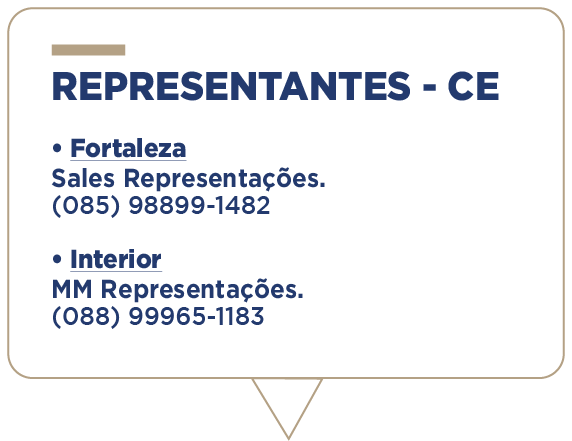 REPRESENTANTES - CE
• Fortaleza
Sales Representações.
(085) 98899-1482
• Interior
MM Representações.
(088) 99965-1183